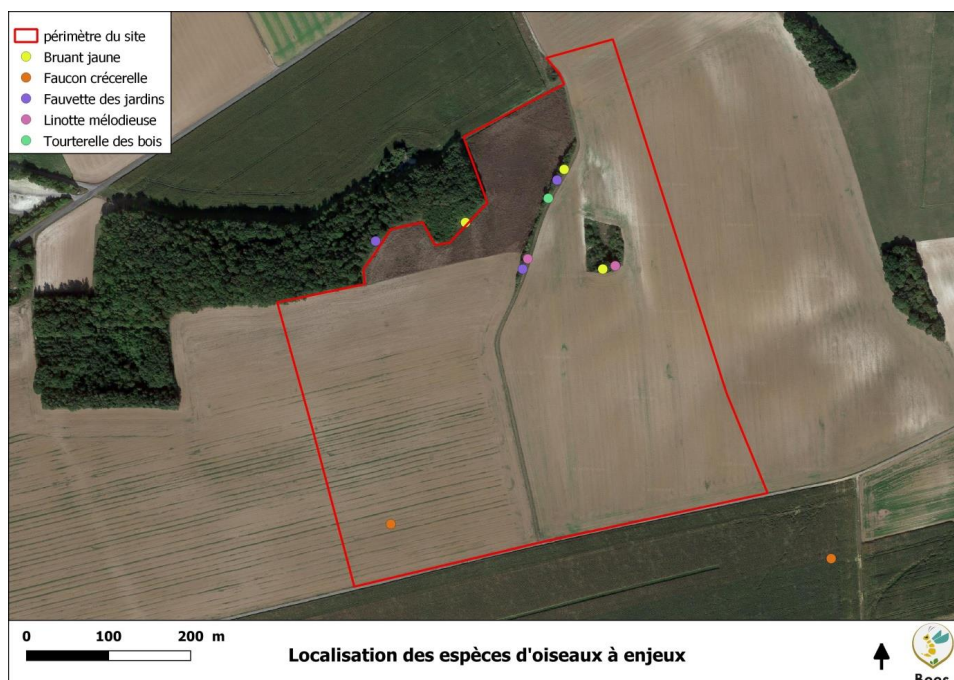 périmètre du site
Bruant jaune
Faucon crécerelle
Fauvette des jardins
Linotte mélodieuse
Tourterelle des bois
0 100 200 m
Localisation des espèces d'oiseaux à enjeux